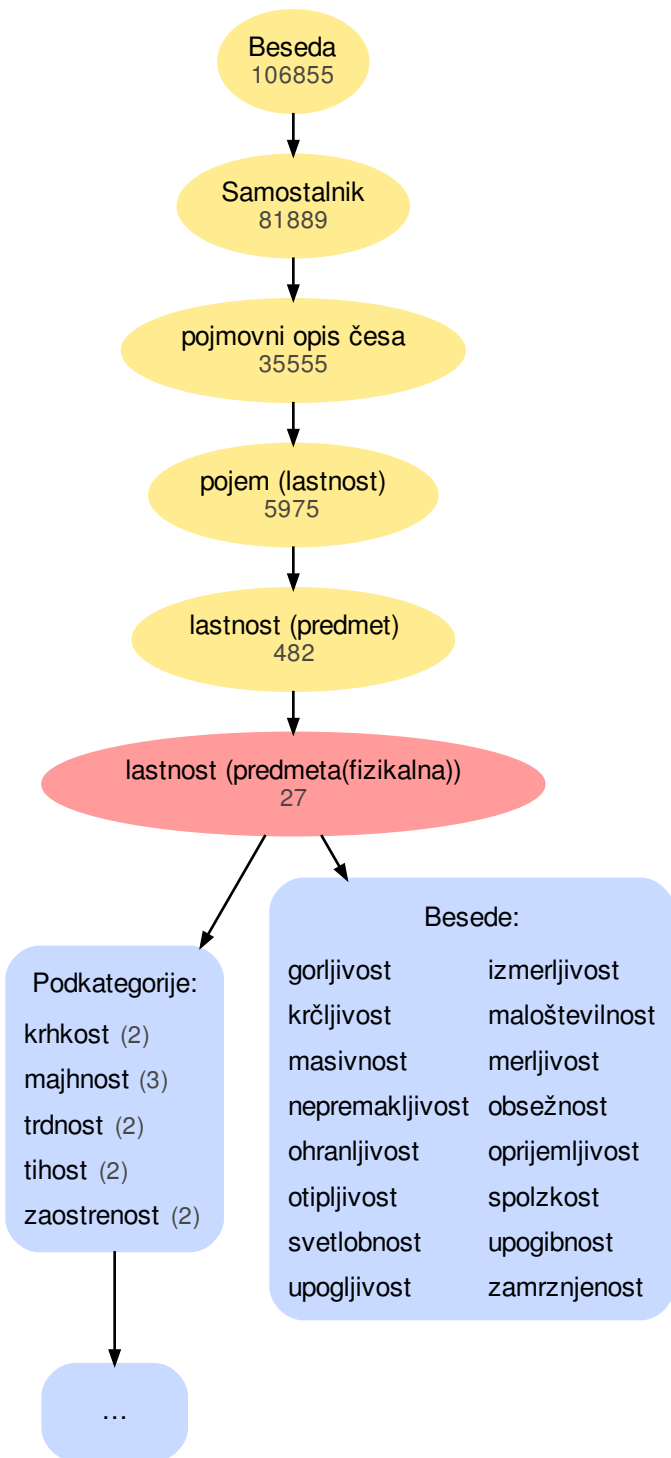 Beseda
106855
Samostalnik
81889
pojmovni opis česa
35555
pojem (lastnost)
5975
lastnost (predmet)
482
lastnost (predmeta(fizikalna))
27
Podkategorije:
krhkost (2)
majhnost (3)
trdnost (2)
tihost (2)
zaostrenost (2)
...
Besede:
gorljivost izmerljivost
krčljivost maloštevilnost
masivnost merljivost
nepremakljivost obsežnost
ohranljivost oprijemljivost
otipljivost spolzkost
svetlobnost upogibnost
upogljivost zamrznjenost